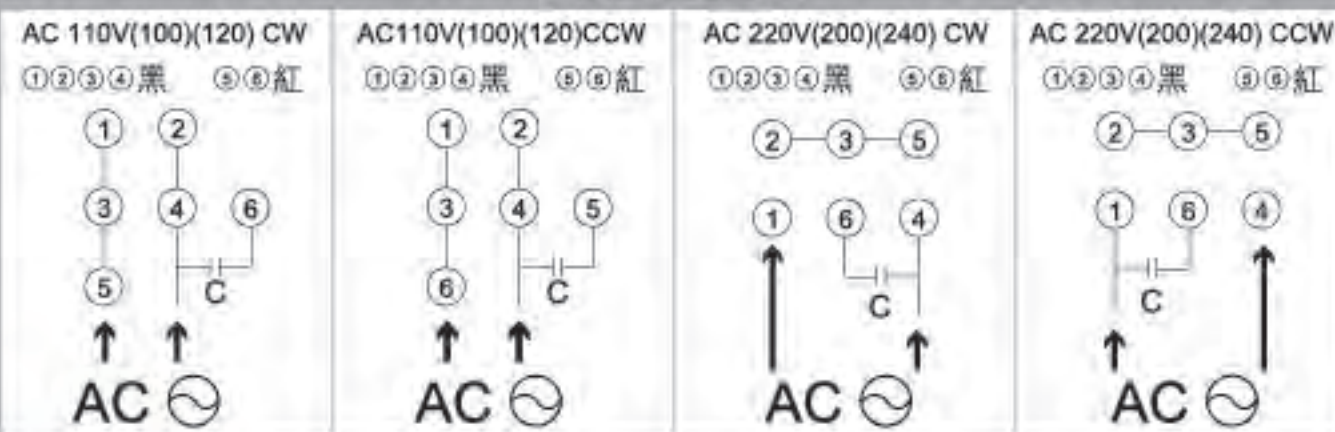 AC 110V(100)(120) CW
①②③④黑 ⑤⑥紅
① ②
③ ④ ⑥
⑤ C
AC
AC110V(100)(120)CCW
①②③④黑 ⑤⑥紅
① ②
③ ④ ⑤
⑥ C
AC
AC 220V(200)(240) CW
①②③④黑 ⑤⑥紅
② ③ ⑤
① ⑥ ④
C
AC
AC 220V(200)(240) CCW
①②③④黑 ⑤⑥紅
② ③ ⑤
① ⑥ ④
C
AC